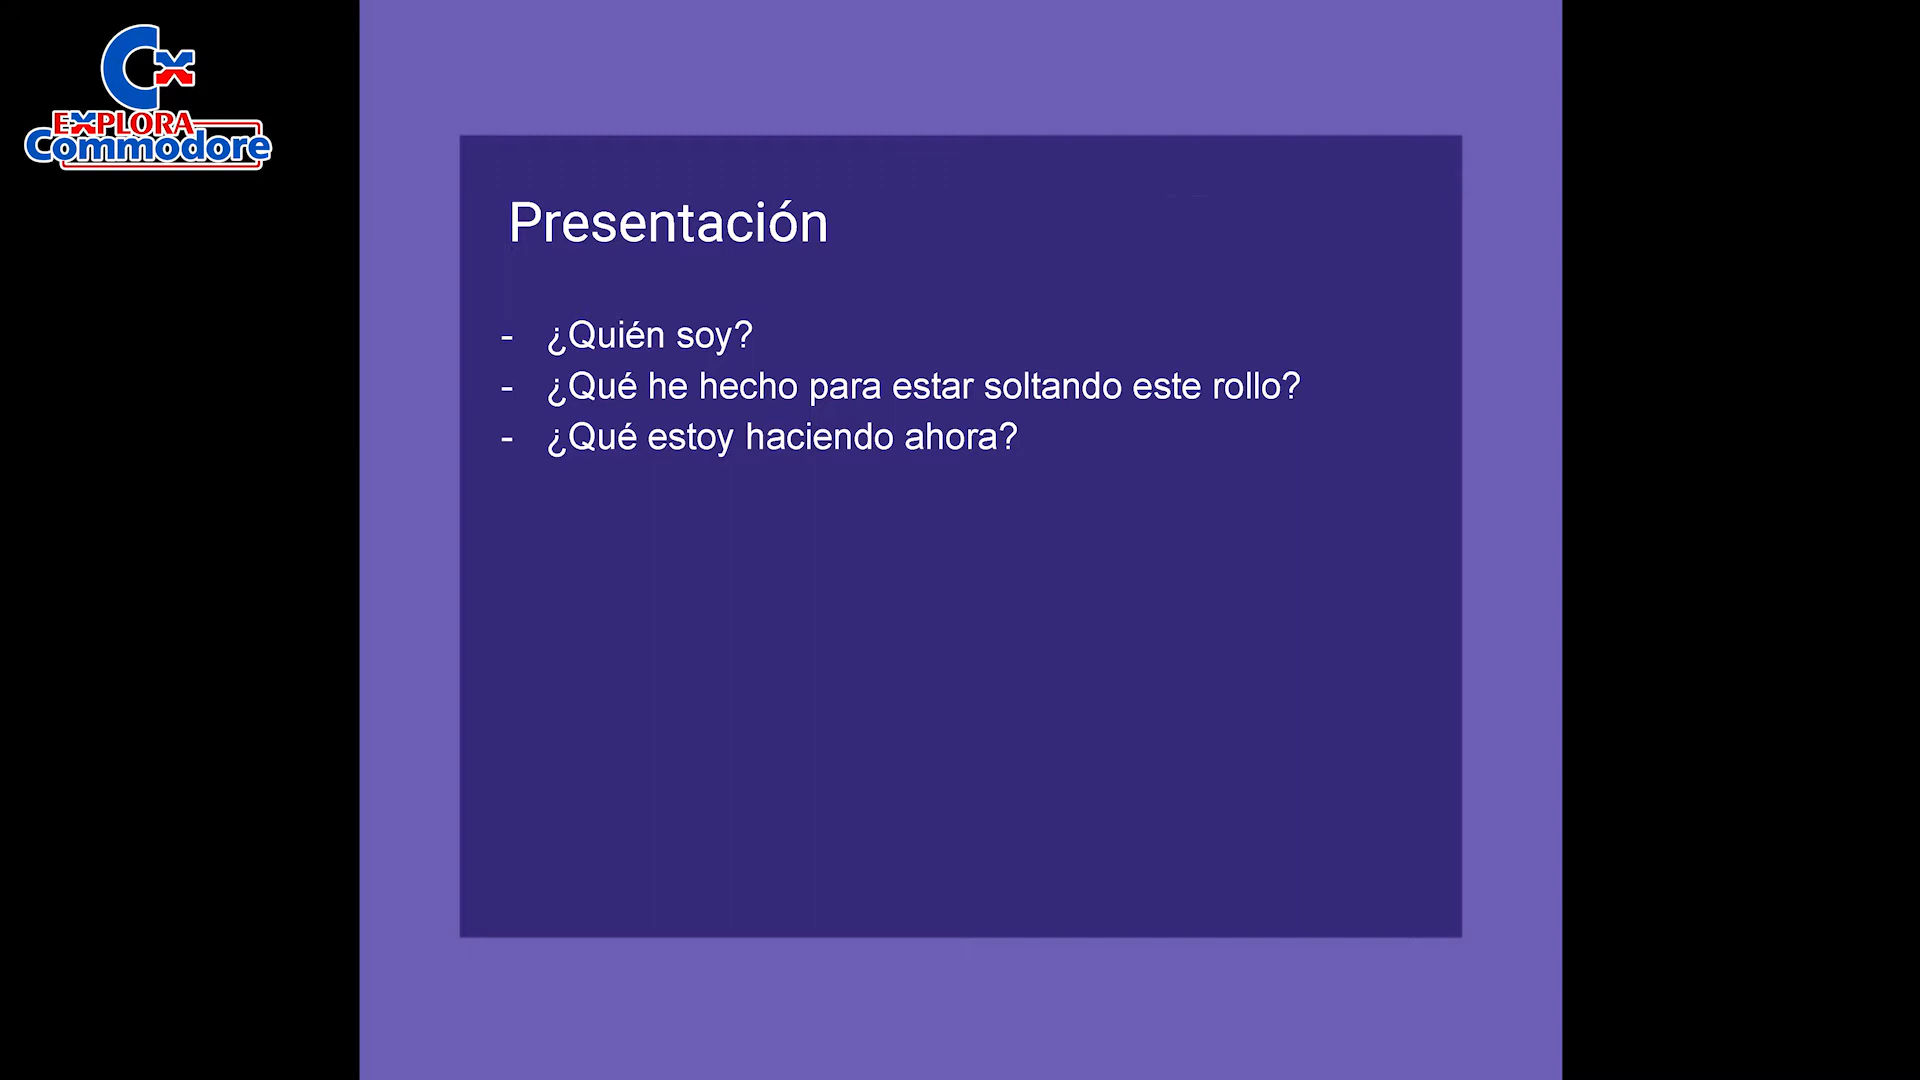 EXPLORA
Commodore
Presentación
- ¿Quién soy?
- ¿Qué he hecho para estar soltando este rollo?
- ¿Qué estoy haciendo ahora?